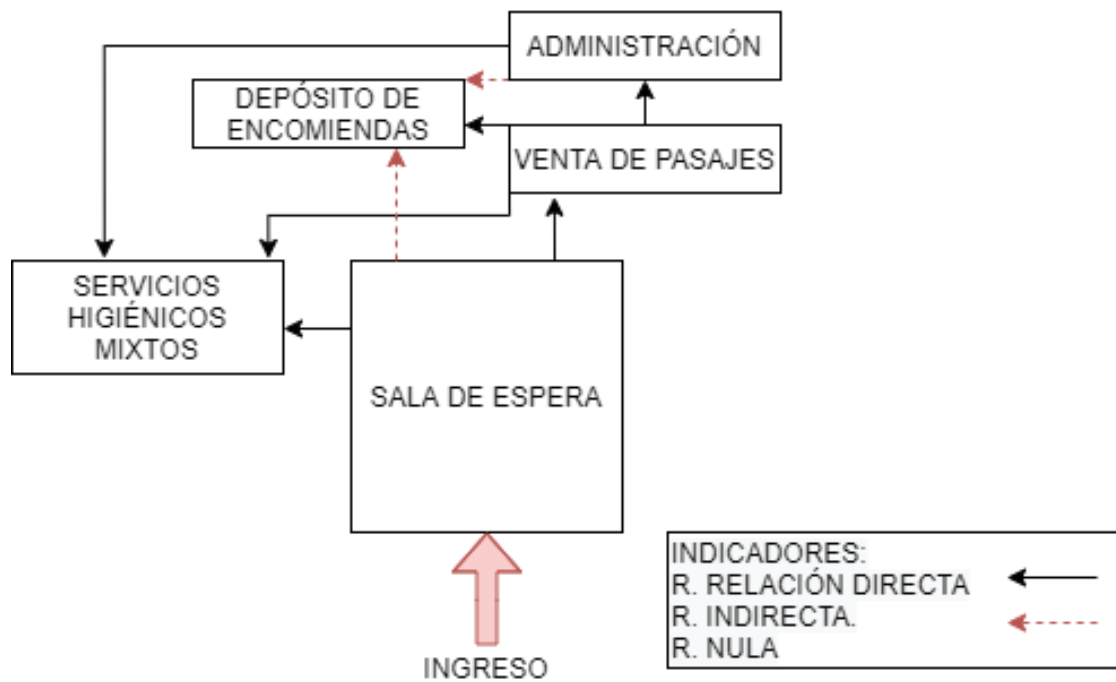 ADMINISTRACIÓN
DEPÓSITO DE
ENCOMIENDAS
VENTA DE PASAJES
SERVICIOS
HIGIÉNICOS
MIXTOS
SALA DE ESPERA
INGRESO
INDICADORES:
R. RELACIÓN DIRECTA
R. INDIRECTA.
R. NULA